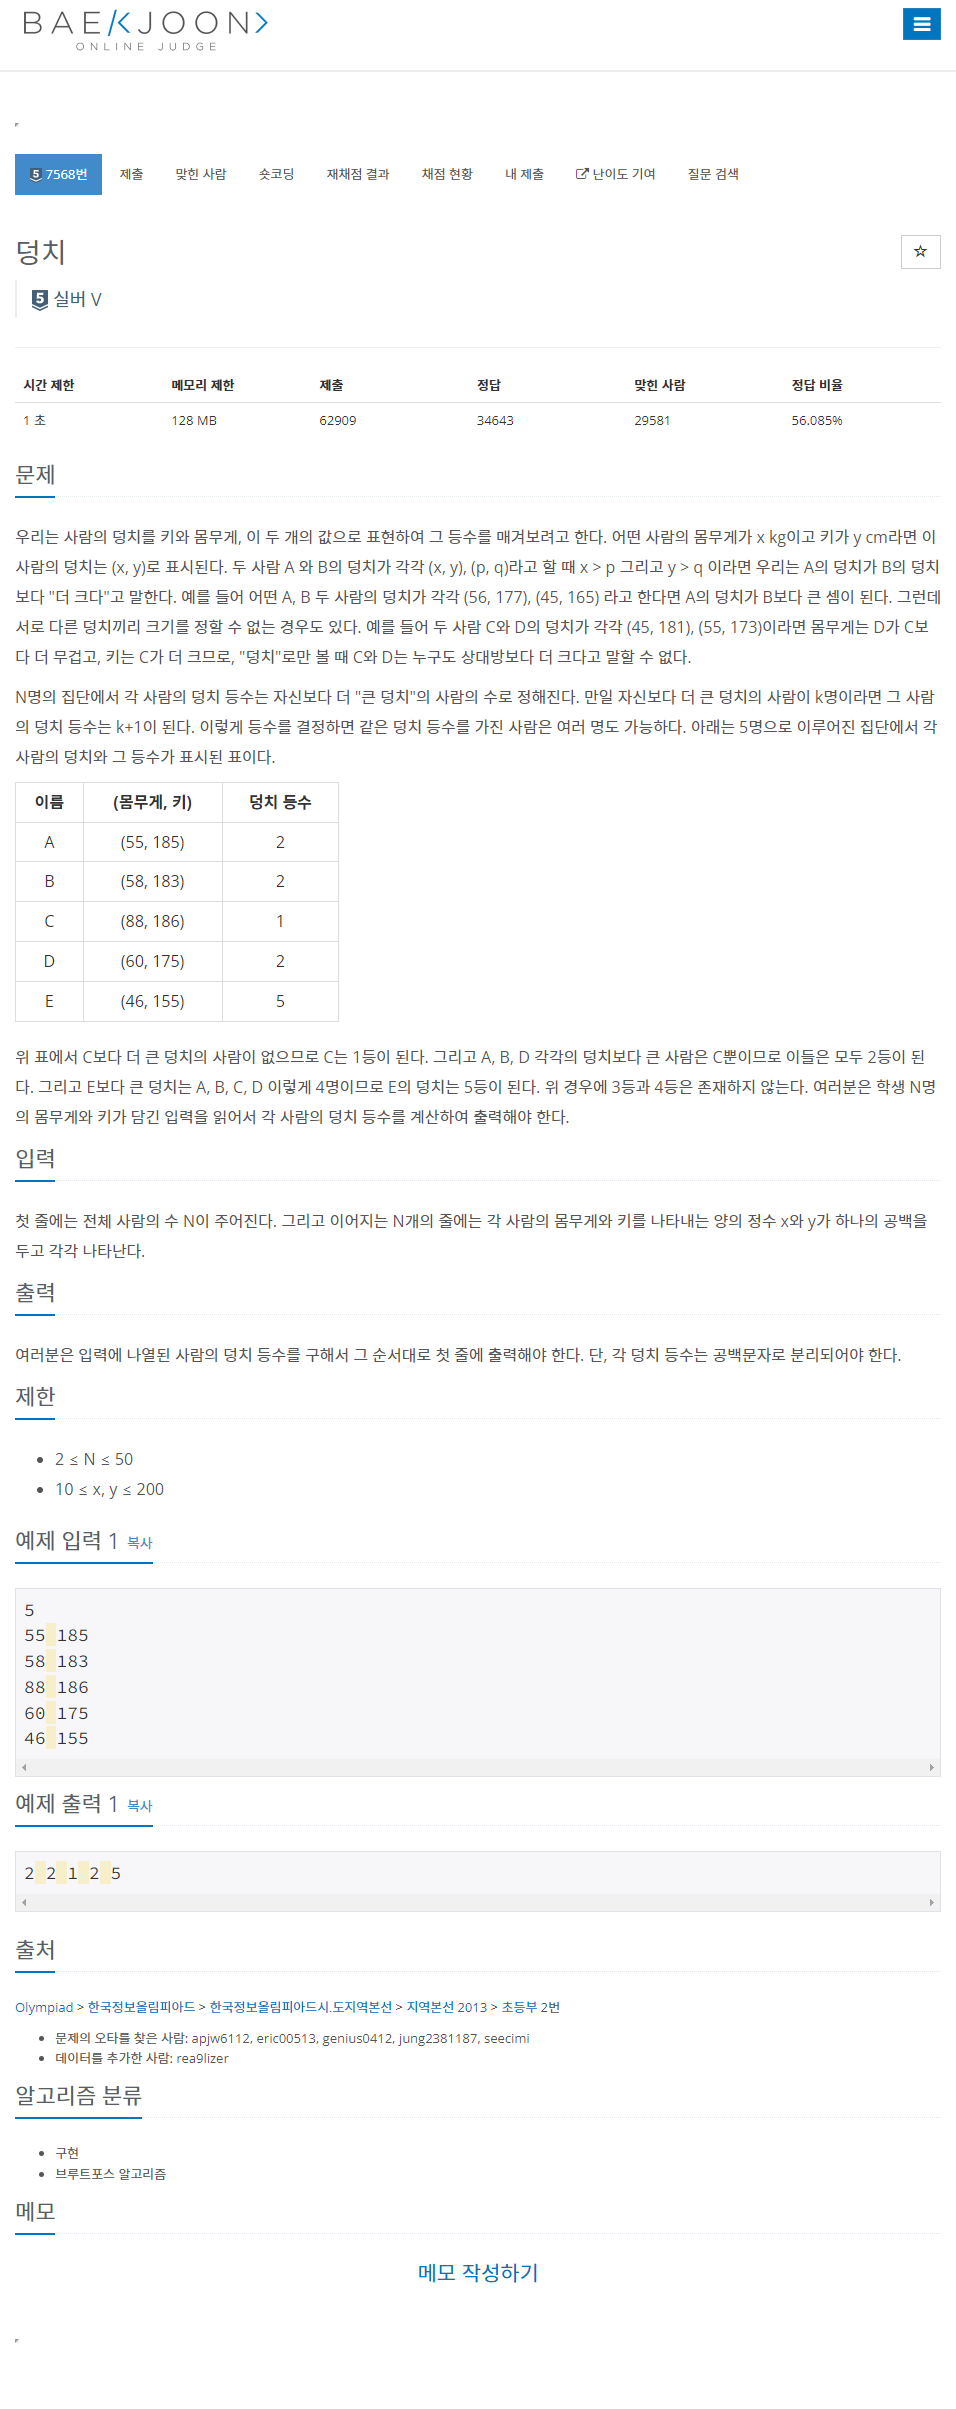 BAEKJOON
ONLINE JUDGE
5 7568번 제출 맞힌 사람 숏코딩 재채점 결과 채점 현황 내 제출 난이도 기여 질문 검색
덩치
5 실버 V
시간 제한 메모리 제한 제출 정답 맞힌 사람 정답 비율
1 초 128 MB 62909 34643 29581 56.085%
문제
우리는 사람의 덩치를 키와 몸무게, 이 두 개의 값으로 표현하여 그 등수를 매겨보려고 한다. 어떤 사람의 몸무게가 x kg이고 키가 y cm라면 이
사람의 덩치는 (x, y)로 표시된다. 두 사람 A 와 B의 덩치가 각각 (x, y), (p, q)라고 할 때 x > p 그리고 y > q 이라면 우리는 A의 덩치가 B의 덩치
보다 "더 크다"고 말한다. 예를 들어 어떤 A, B 두 사람의 덩치가 각각 (56, 177), (45, 165) 라고 한다면 A의 덩치가 B보다 큰 셈이 된다. 그런데
서로 다른 덩치끼리 크기를 정할 수 없는 경우도 있다. 예를 들어 두 사람 C와 D의 덩치가 각각 (45, 181), (55, 173)이라면 몸무게는 D가 C보
다 더 무겁고, 키는 C가 더 크므로, "덩치"로만 볼 때 C와 D는 누구도 상대방보다 더 크다고 말할 수 없다.
N명의 집단에서 각 사람의 덩치 등수는 자신보다 더 "큰 덩치"의 사람의 수로 정해진다. 만일 자신보다 더 큰 덩치의 사람이 k명이라면 그 사람
의 덩치 등수는 k+1이 된다. 이렇게 등수를 결정하면 같은 덩치 등수를 가진 사람은 여러 명도 가능하다. 아래는 5명으로 이루어진 집단에서 각
사람의 덩치와 그 등수가 표시된 표이다.
이름 (몸무게, 키) 덩치 등수
A (55, 185) 2
B (58, 183) 2
C (88, 186) 1
D (60, 175) 2
E (46, 155) 5
위 표에서 C보다 더 큰 덩치의 사람이 없으므로 C는 1등이 된다. 그리고 A, B, D 각각의 덩치보다 큰 사람은 C뿐이므로 이들은 모두 2등이 된
다. 그리고 E보다 큰 덩치는 A, B, C, D 이렇게 4명이므로 E의 덩치는 5등이 된다. 위 경우에 3등과 4등은 존재하지 않는다. 여러분은 학생 N명
의 몸무게와 키가 담긴 입력을 읽어서 각 사람의 덩치 등수를 계산하여 출력해야 한다.
입력
첫 줄에는 전체 사람의 수 N이 주어진다. 그리고 이어지는 N개의 줄에는 각 사람의 몸무게와 키를 나타내는 양의 정수 x와 y가 하나의 공백을
두고 각각 나타난다.
출력
여러분은 입력에 나열된 사람의 덩치 등수를 구해서 그 순서대로 첫 줄에 출력해야 한다. 단, 각 덩치 등수는 공백문자로 분리되어야 한다.
제한
• 2 ≤ N ≤ 50
• 10 ≤ x, y ≤ 200
예제 입력 1 복사
5
55 185
58 183
88 186
60 175
46 155
예제 출력 1 복사
2 2 1 2 5
출처
Olympiad > 한국정보올림피아드 > 한국정보올림피아드시.도지역본선 > 지역본선 2013 > 초등부 2번
• 문제의 오타를 찾은 사람: apjw6112, eric00513, genius0412, jung2381187, seecimi
• 데이터를 추가한 사람: rea9lizer
알고리즘 분류
• 구현
• 브루트포스 알고리즘
메모
메모 작성하기